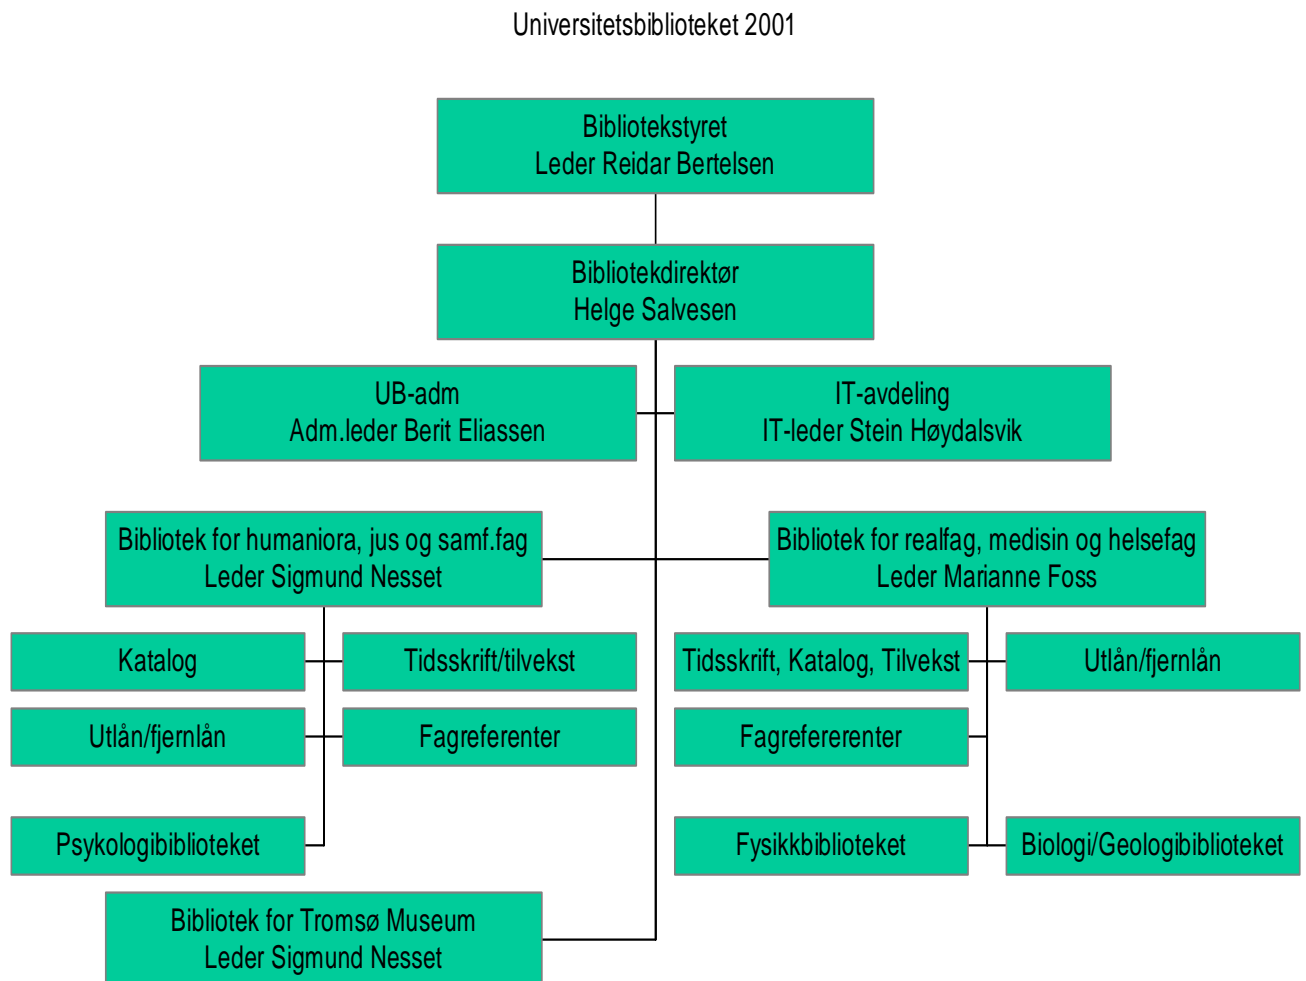 Universitetsbiblioteket 2001
Bibliotekstyret
Leder Reidar Bertelsen
Bibliotekdirektør
Helge Salvesen
UB-adm
Adm.leder Berit Eliassen
IT-avdeling
IT-leder Stein Høydalsvik
Bibliotek for humaniora, jus og samf.fag
Leder Sigmund Nesset
Bibliotek for realfag, medisin og helsefag
Leder Marianne Foss
Katalog
Tidsskrift/tilvekst
Tidsskrift, Katalog, Tilvekst
Utlån/fjernlån
Utlån/fjernlån
Fagreferenter
Fagrefererenter
Psykologibiblioteket
Fysikkbiblioteket
Biologi/Geologibiblioteket
Bibliotek for Tromsø Museum
Leder Sigmund Nesset